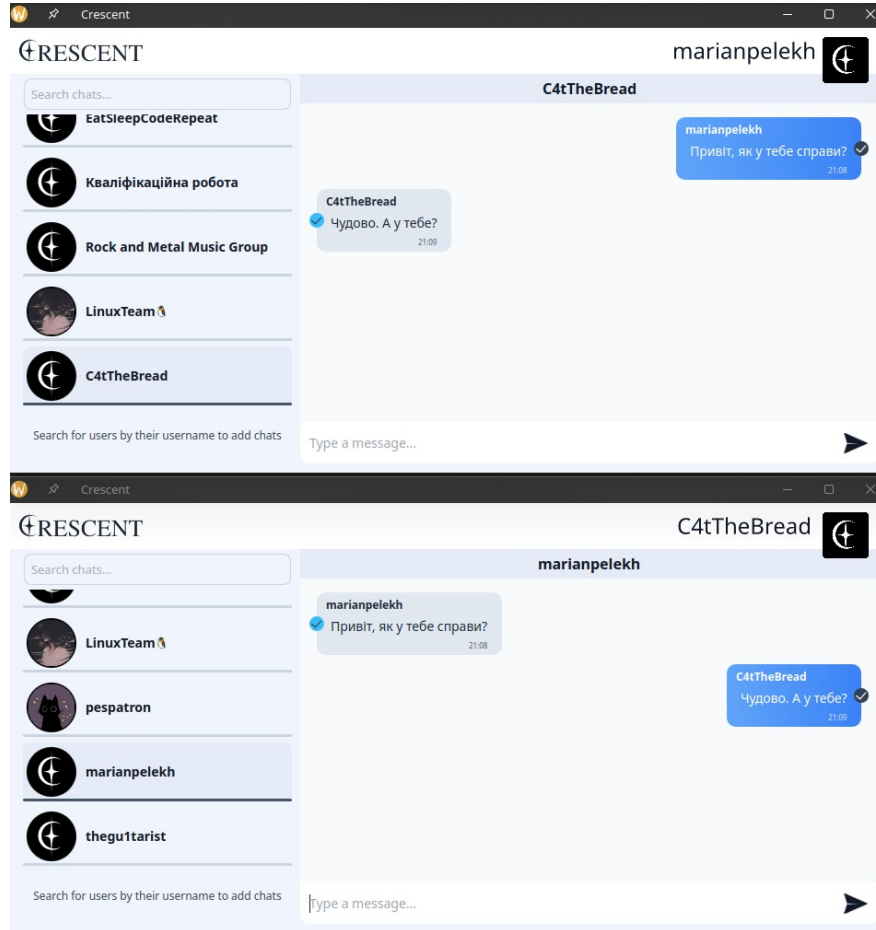 Crescent
CRESCENT
marianpelekh
Search chats...
C4tTheBread
EatSleepCodeRepeat
Кваліфікаційна робота
Rock and Metal Music Group
LinuxTeam🐧
C4tTheBread
Search for users by their username to add chats
marianpelekh
Привіт, як у тебе справи?
21:08
C4tTheBread
Чудово. А у тебе?
21:09
Type a message...
Crescent
CRESCENT
C4tTheBread
Search chats...
marianpelekh
LinuxTeam🐧
pespatron
marianpelekh
thegu1tarist
Search for users by their username to add chats
marianpelekh
Привіт, як у тебе справи?
21:08
C4tTheBread
Чудово. А у тебе?
21:09
Type a message...